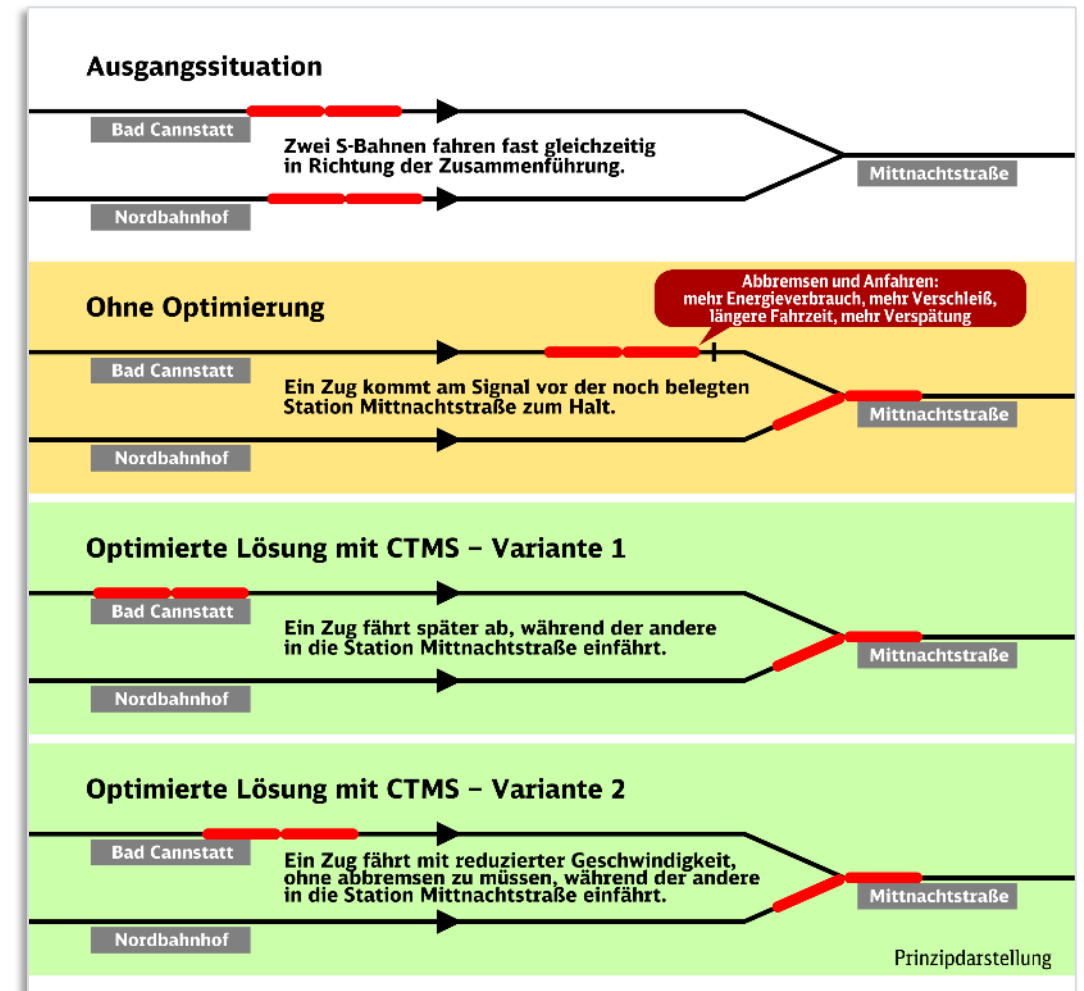 Ausgangssituation
Bad Cannstatt
Zwei S-Bahnen fahren fast gleichzeitig
in Richtung der Zusammenführung.
Mittnachtstraße
Nordbahnhof
Ohne Optimierung
Abbremsen und Anfahren:
mehr Energieverbrauch, mehr Verschleiß,
längere Fahrzeit, mehr Verspätung
Bad Cannstatt
Ein Zug kommt am Signal vor der noch belegten
Station Mittnachtstraße zum Halt.
Mittnachtstraße
Nordbahnhof
Optimierte Lösung mit CTMS – Variante 1
Bad Cannstatt
Ein Zug fährt später ab, während der andere
in die Station Mittnachtstraße einfährt.
Mittnachtstraße
Nordbahnhof
Optimierte Lösung mit CTMS – Variante 2
Bad Cannstatt
Ein Zug fährt mit reduzierter Geschwindigkeit,
ohne abbremsen zu müssen, während der andere
in die Station Mittnachtstraße einfährt.
Mittnachtstraße
Nordbahnhof
Prinzipdarstellung